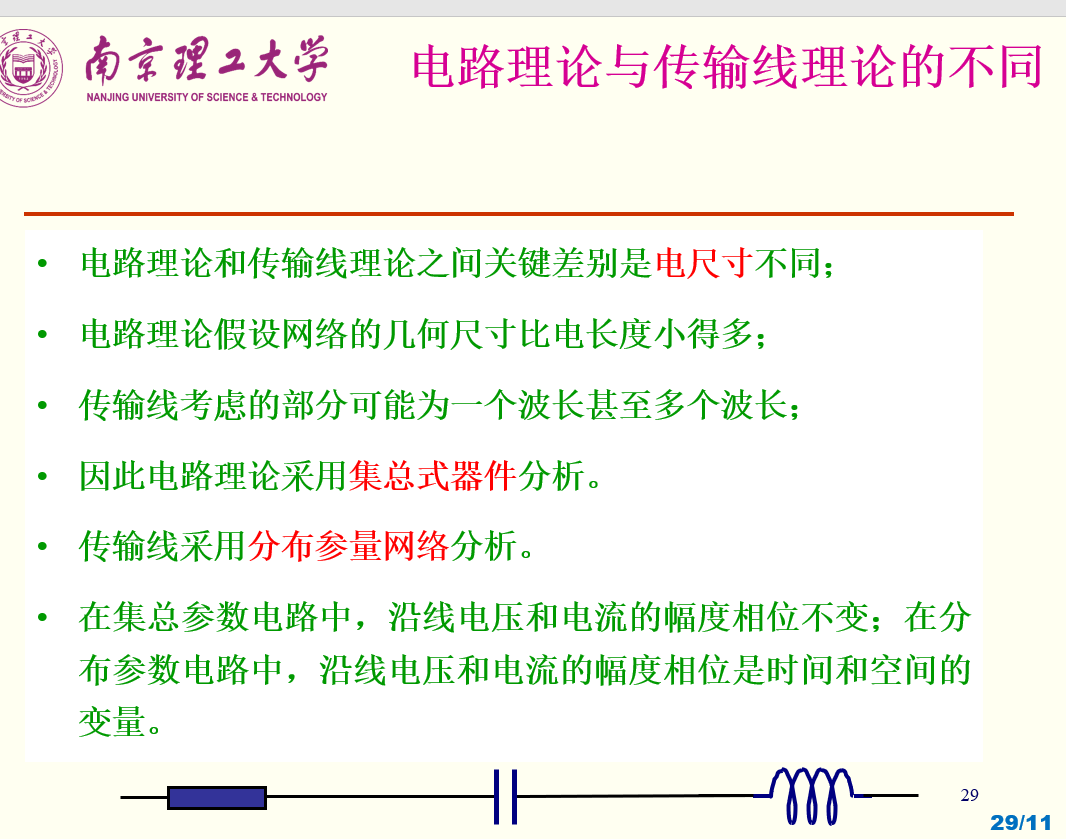 南京理工大学
NANJING UNIVERSITY OF SCIENCE & TECHNOLOGY
电路理论与传输线理论的不同
• 电路理论和传输线理论之间关键差别是电尺寸不同；
• 电路理论假设网络的几何尺寸比电长度小得多；
• 传输线考虑的部分可能为一个波长甚至多个波长；
• 因此电路理论采用集总式器件分析。
• 传输线采用分布参量网络分析。
• 在集总参数电路中，沿线电压和电流的幅度相位不变；在分
布参数电路中，沿线电压和电流的幅度相位是时间和空间的
变量。
29
29/11